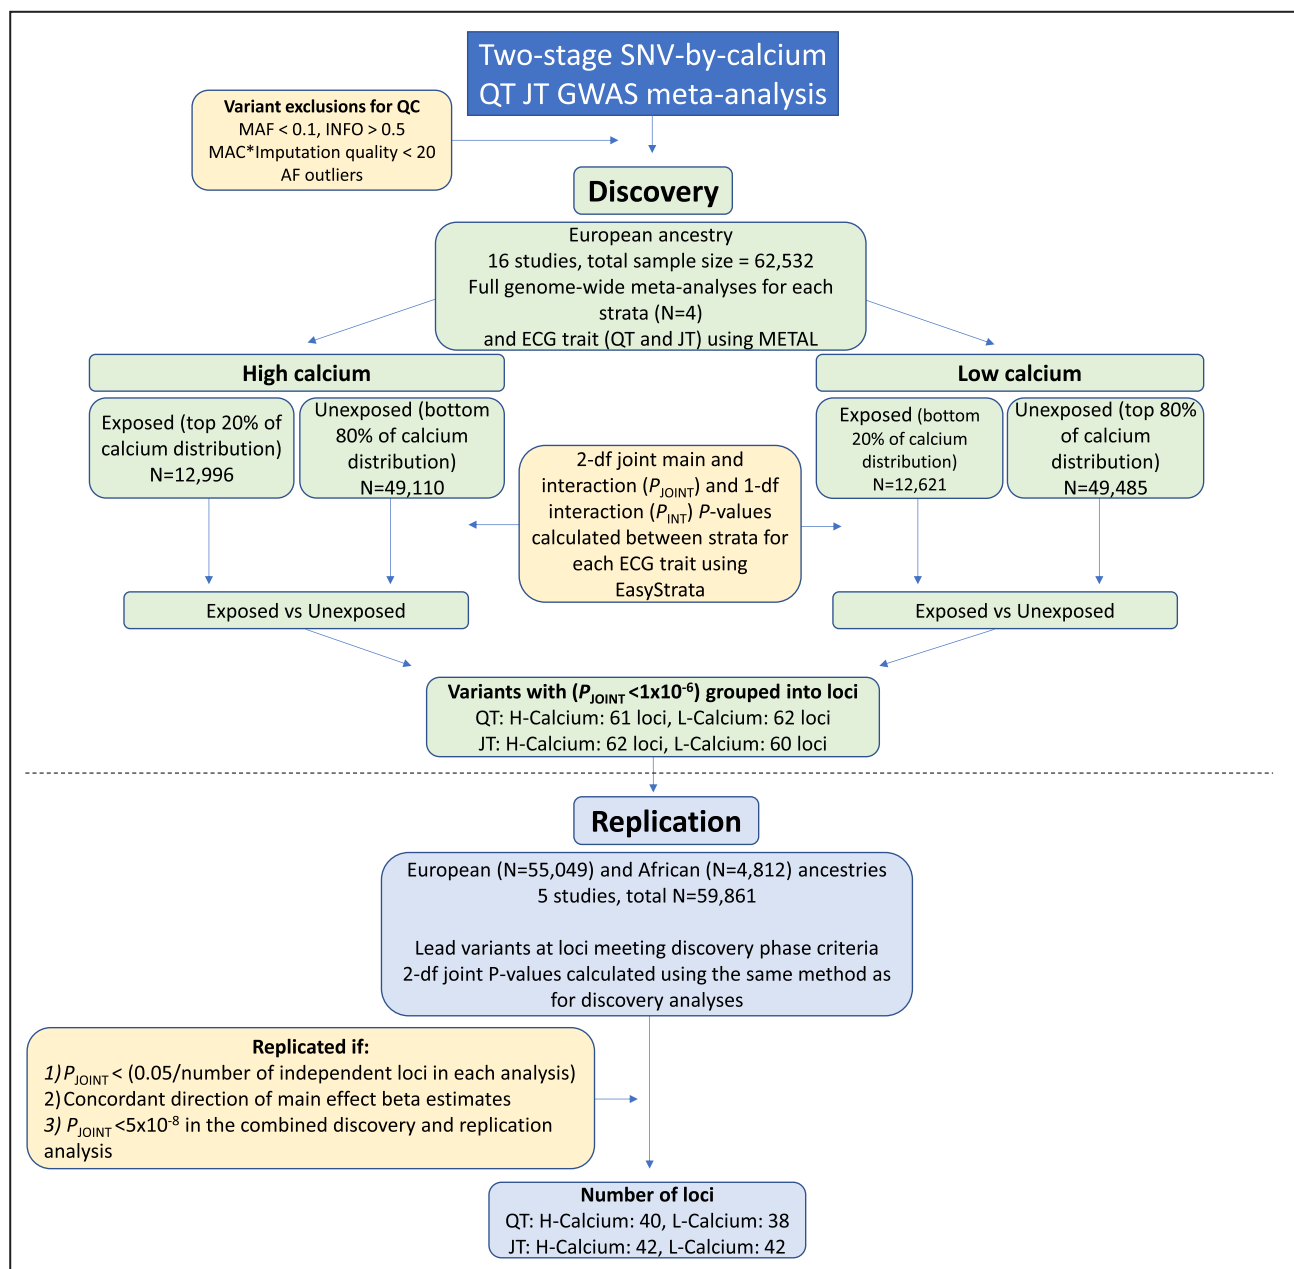 Two-stage SNV-by-calcium
QT JT GWAS meta-analysis
Variant exclusions for QC
MAF < 0.1, INFO > 0.5
MAC*Imputation quality < 20
AF outliers
Discovery
European ancestry
16 studies, total sample size = 62,532
Full genome-wide meta-analyses for each
strata (N=4)
and ECG trait (QT and JT) using METAL
High calcium
Exposed (top 20% of
calcium distribution)
N=12,996
Unexposed (bottom
80% of calcium
distribution)
N=49,110
Low calcium
Exposed (bottom
20% of calcium
distribution)
N=12,621
Unexposed (top 80%
of calcium
distribution)
N=49,485
2-df joint main and
interaction (P_JOINT) and 1-df
interaction (P_INT) P-values
calculated between strata for
each ECG trait using
EasyStrata
Exposed vs Unexposed
Exposed vs Unexposed
Variants with (P_JOINT <1x10⁻⁶) grouped into loci
QT: H-Calcium: 61 loci, L-Calcium: 62 loci
JT: H-Calcium: 62 loci, L-Calcium: 60 loci
Replication
European (N=55,049) and African (N=4,812) ancestries
5 studies, total N=59,861
Lead variants at loci meeting discovery phase criteria
2-df joint P-values calculated using the same method as
for discovery analyses
Replicated if:
1) P_JOINT < (0.05/number of independent loci in each analysis)
2) Concordant direction of main effect beta estimates
3) P_JOINT <5x10⁻⁸ in the combined discovery and replication
analysis
Number of loci
QT: H-Calcium: 40, L-Calcium: 38
JT: H-Calcium: 42, L-Calcium: 42